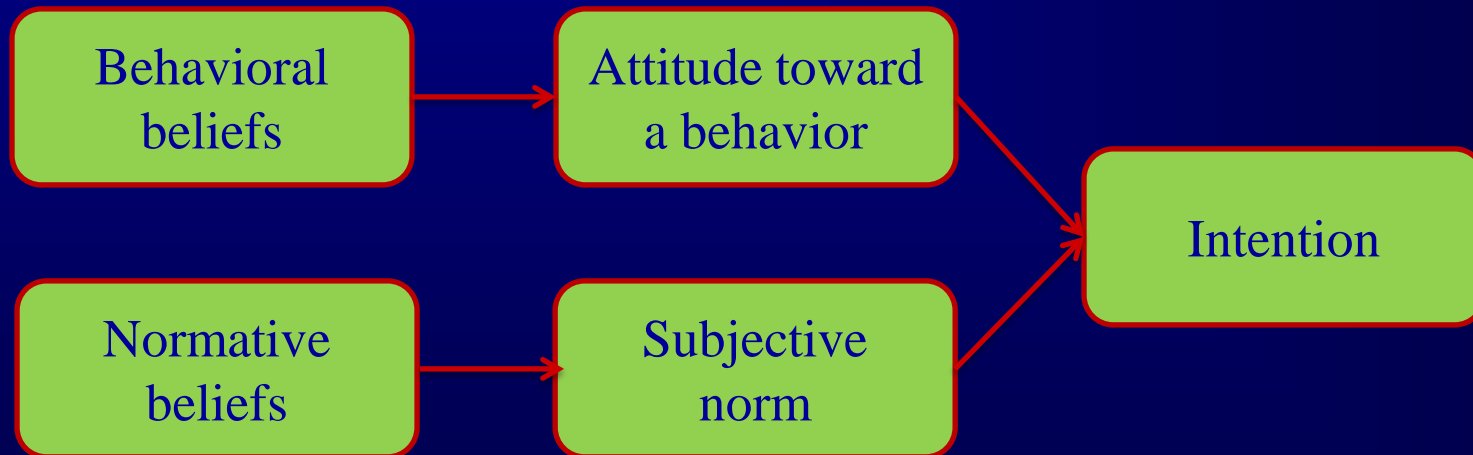 Behavioral
beliefs
Attitude toward
a behavior
Intention
Normative
beliefs
Subjective
norm